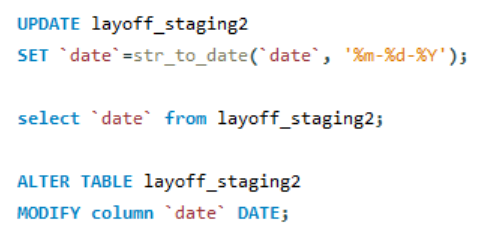 UPDATE layoff_staging2
SET `date`=str_to_date(`date`, '%m-%d-%Y');
select `date` from layoff_staging2;
ALTER TABLE layoff_staging2
MODIFY column `date` DATE;